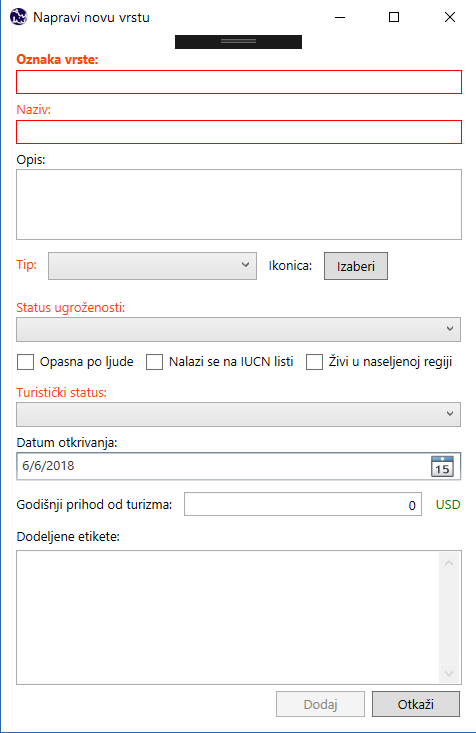 Napravi novu vrstu
Oznaka vrste:
Naziv:
Opis:
Tip: Ikonica: Izaberi
Status ugroženosti:
Opasna po ljude Nalazi se na IUCN listi Živi u naseljenoj regiji
Turistički status:
Datum otkrivanja:
6/6/2018 15
Godišnji prihod od turizma: 0 USD
Dodeljene etikete:
Dodaj Otkaži